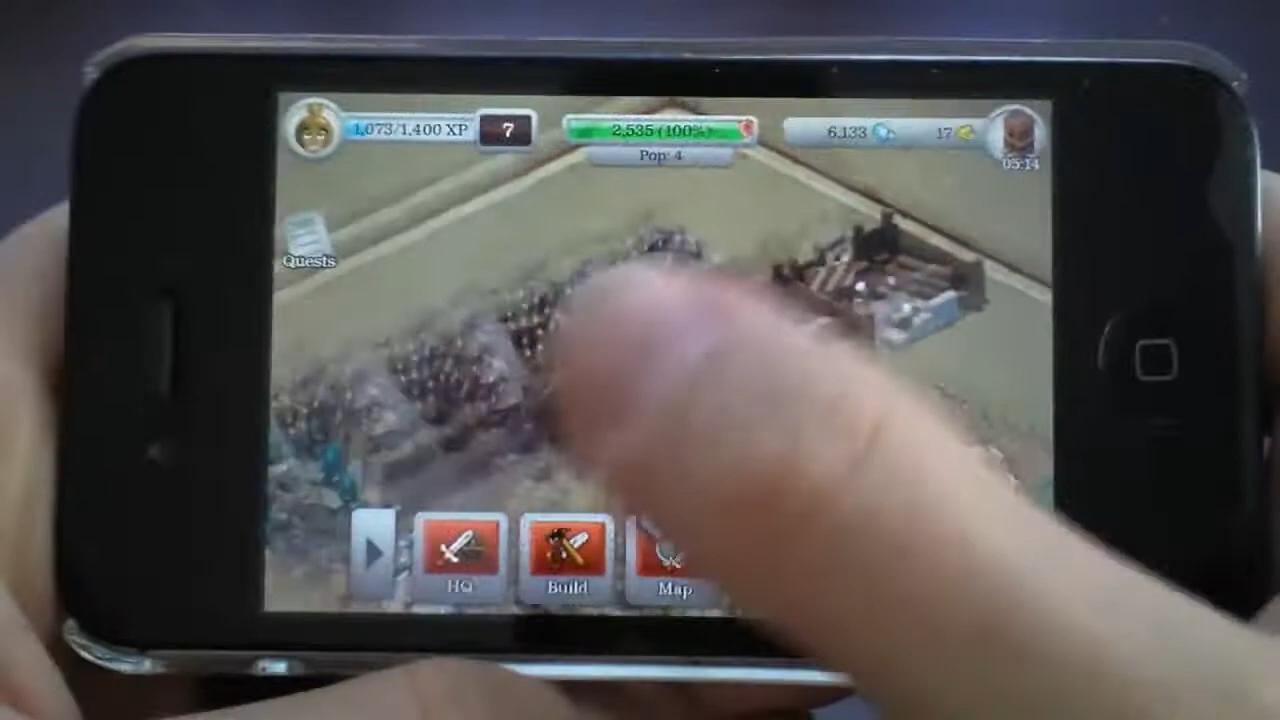 1,073/1,400 XP
7
2,535 (100%)
6,133
17
Pop: 4
05:14
Quests
HQ
Build
Map